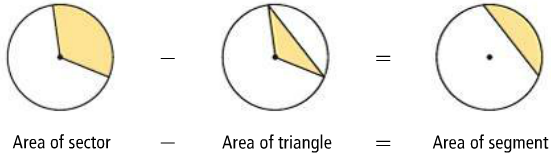 − =
Area of sector − Area of triangle = Area of segment